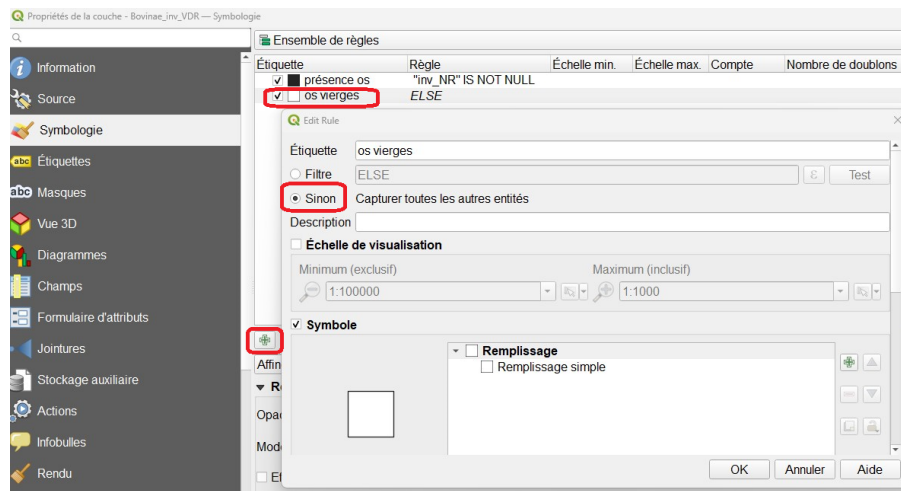 Propriétés de la couche - Bovinae_inv_VDR — Symbologie
Ensemble de règles
Information
Source
Symbologie
abc Étiquettes
abc Masques
Vue 3D
Diagrammes
Champs
Formulaire d'attributs
Jointures
Stockage auxiliaire
Actions
Infobulles
Rendu
Étiquette Règle Échelle min. Échelle max. Compte Nombre de doublons
présence os "inv_NR" IS NOT NULL
os vierges ELSE
Edit Rule
Étiquette os vierges
Filtre ELSE ε Test
Sinon Capturer toutes les autres entités
Description
Échelle de visualisation
Minimum (exclusif) Maximum (inclusif)
1:100000 1:1000
Symbole
Remplissage
Remplissage simple
OK Annuler Aide